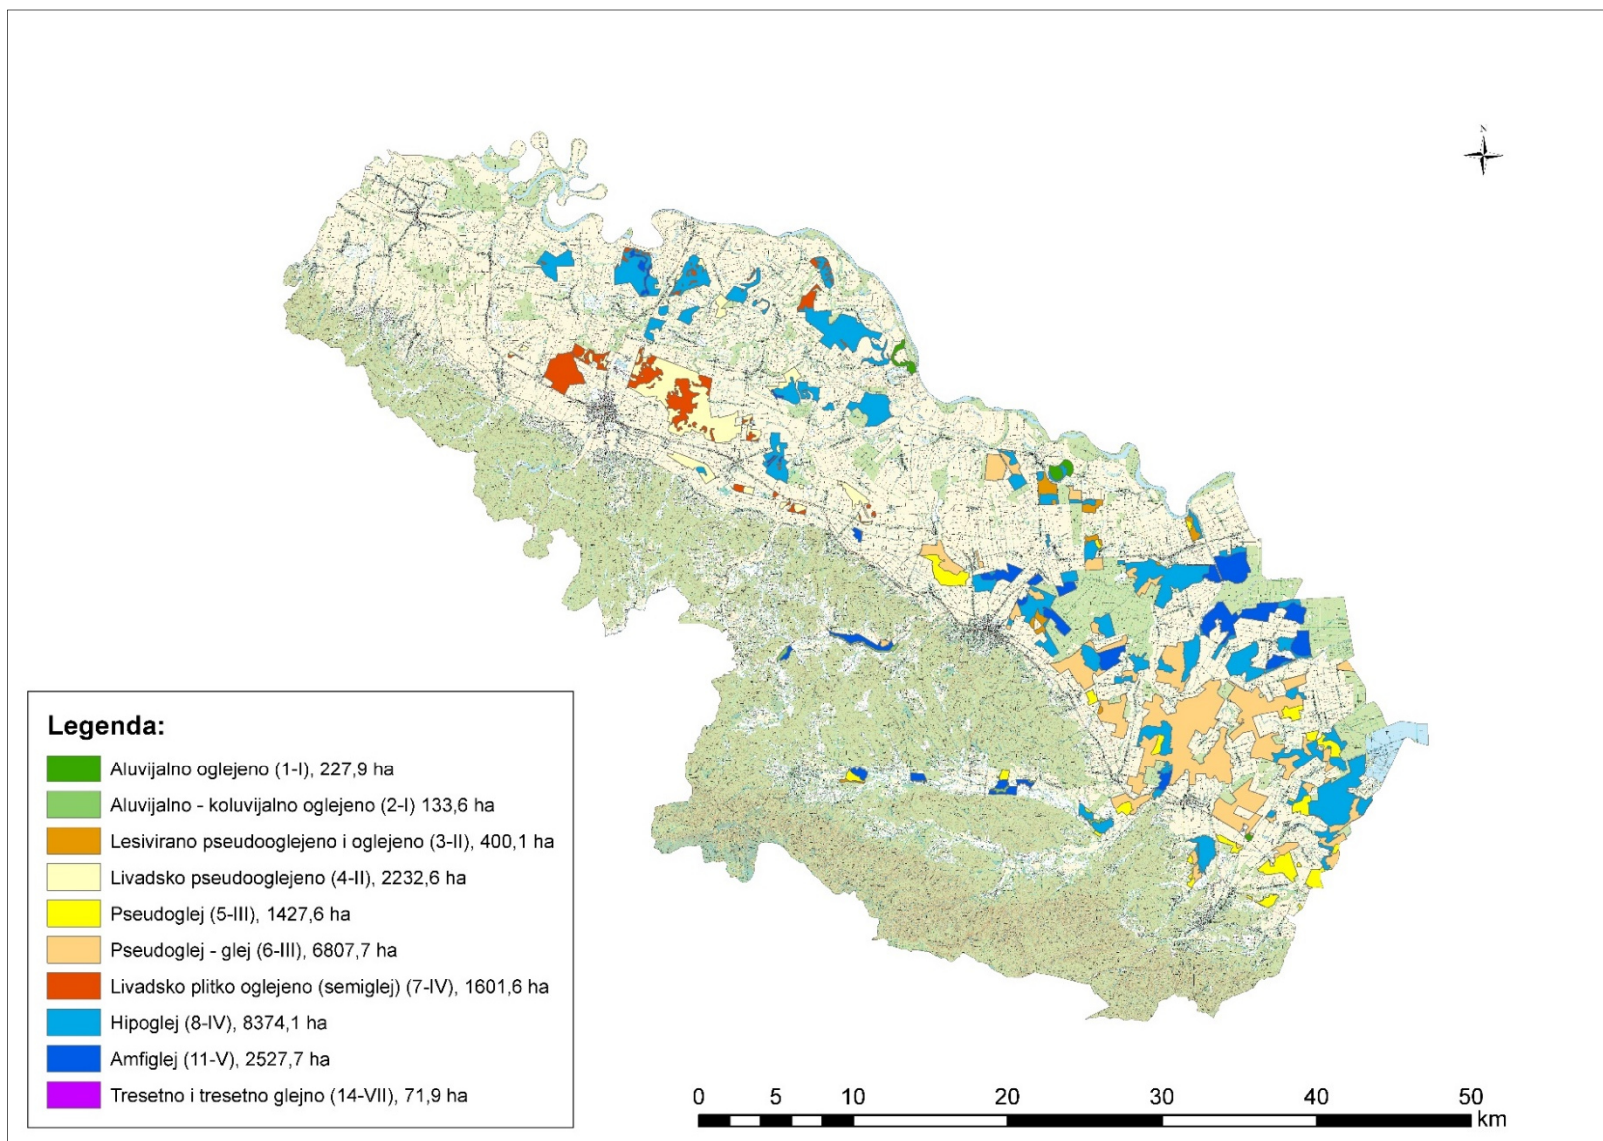 N
Legenda:
Aluvijalno oglejeno (1-I), 227,9 ha
Aluvijalno - koluvijalno oglejeno (2-I) 133,6 ha
Lesivirano pseudooglejeno i oglejeno (3-II), 400,1 ha
Livadsko pseudooglejeno (4-II), 2232,6 ha
Pseudoglej (5-III), 1427,6 ha
Pseudoglej - glej (6-III), 6807,7 ha
Livadsko plitko oglejeno (semiglej) (7-IV), 1601,6 ha
Hipoglej (8-IV), 8374,1 ha
Amfiglej (11-V), 2527,7 ha
Tresetno i tresetno glejno (14-VII), 71,9 ha
0 5 10 20 30 40 50
km